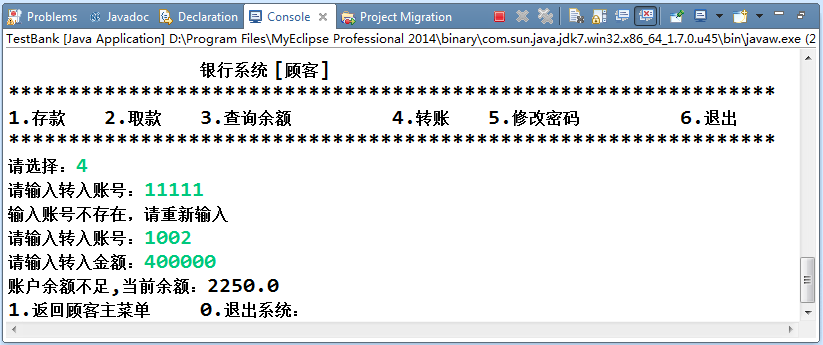 Problems Javadoc Declaration Console Project Migration
TestBank [Java Application] D:\Program Files\MyEclipse Professional 2014\binary\com.sun.java.jdk7.win32.x86_64_1.7.0.u45\bin\javaw.exe (2
银行系统 [顾客]
****************************************************************
1.存款 2.取款 3.查询余额 4.转账 5.修改密码 6.退出
****************************************************************
请选择：4
请输入转入账号：11111
输入账号不存在，请重新输入
请输入转入账号：1002
请输入转入金额：400000
账户余额不足,当前余额：2250.0
1.返回顾客主菜单 0.退出系统：